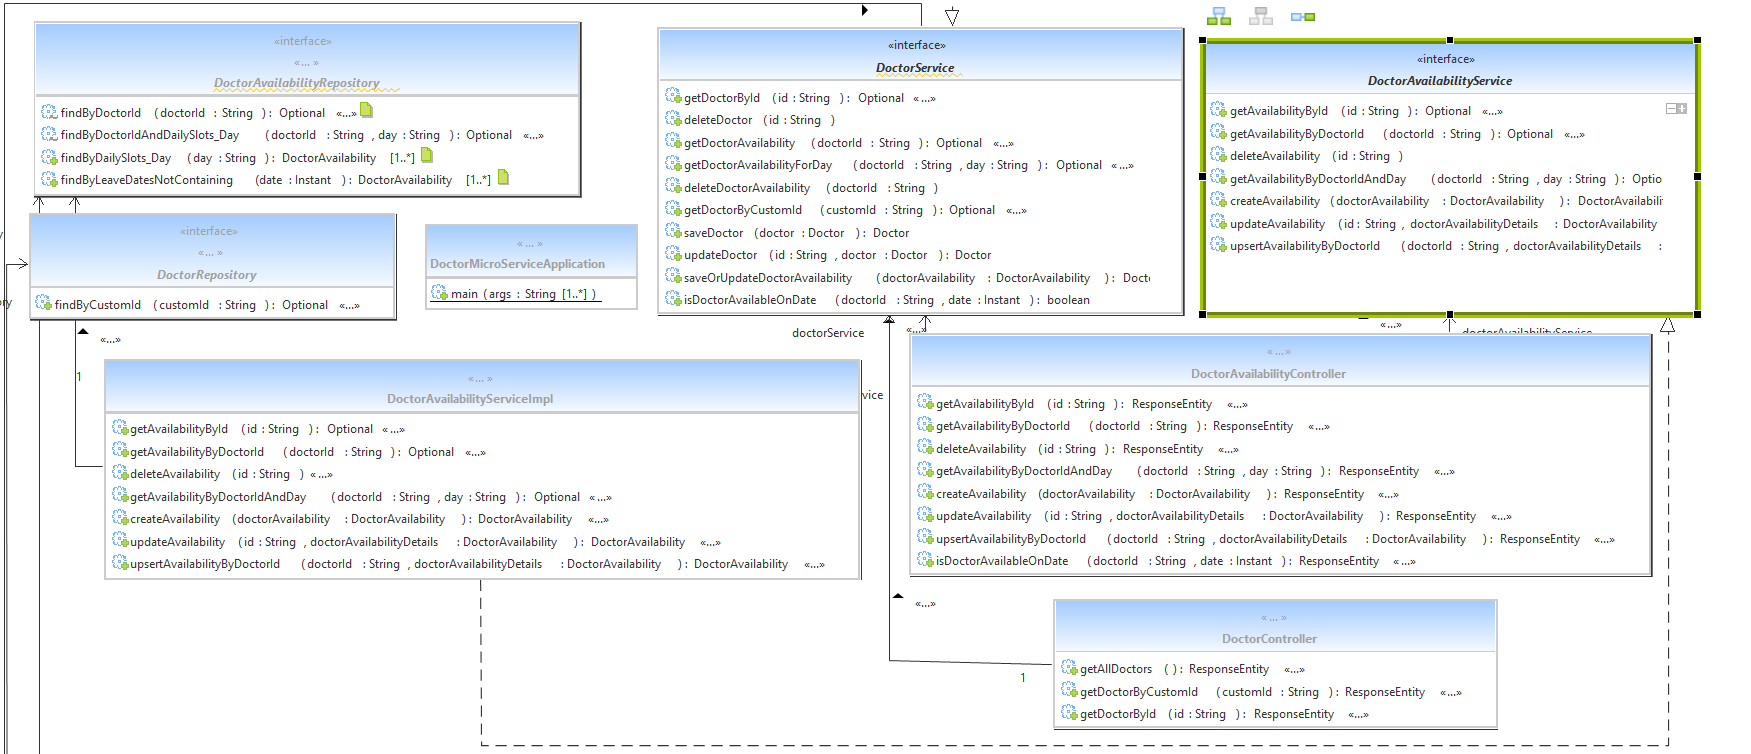 «interface»
«... »
DoctorAvailabilityRepository
findByDoctorId (doctorId : String ): Optional «...»
findByDoctorIdAndDailySlots_Day (doctorId : String , day : String ): Optional «...»
findByDailySlots_Day (day : String ): DoctorAvailability [1..*]
findByLeaveDatesNotContaining (date : Instant ): DoctorAvailability [1..*]
«interface»
«... »
DoctorRepository
findByCustomId (customId : String ): Optional «...»
«... »
DoctorMicroServiceApplication
main (args : String [1..*] )
«interface»
DoctorService
getDoctorById (id : String ): Optional «...»
deleteDoctor (id : String )
getDoctorAvailability (doctorId : String ): Optional «...»
getDoctorAvailabilityForDay (doctorId : String , day : String ): Optional «...»
deleteDoctorAvailability (doctorId : String )
getDoctorByCustomId (customId : String ): Optional «...»
saveDoctor (doctor : Doctor ): Doctor
updateDoctor (id : String , doctor : Doctor ): Doctor
saveOrUpdateDoctorAvailability (doctorId : String , doctorAvailability : DoctorAvailability ): Doctc
isDoctorAvailableOnDate (doctorId : String , date : Instant ): boolean
«interface»
DoctorAvailabilityService
getAvailabilityById (id : String ): Optional «...»
getAvailabilityByDoctorId (doctorId : String ): Optional «...»
deleteAvailability (id : String )
getAvailabilityByDoctorIdAndDay (doctorId : String , day : String ): Optio
createAvailability (doctorAvailability : DoctorAvailability ): DoctorAvailabili
updateAvailability (id : String , doctorAvailabilityDetails : DoctorAvailability
upsertAvailabilityByDoctorId (doctorId : String , doctorAvailabilityDetails :
doctorService
«...»
«...»
doctorAvailabilityService
«...»
1
vice
«... »
DoctorAvailabilityServiceImpl
getAvailabilityById (id : String ): Optional «...»
getAvailabilityByDoctorId (doctorId : String ): Optional «...»
deleteAvailability (id : String ) «...»
getAvailabilityByDoctorIdAndDay (doctorId : String , day : String ): Optional «...»
createAvailability (doctorAvailability : DoctorAvailability ): DoctorAvailability «...»
updateAvailability (id : String , doctorAvailabilityDetails : DoctorAvailability ): DoctorAvailability «...»
upsertAvailabilityByDoctorId (doctorId : String , doctorAvailabilityDetails : DoctorAvailability ): DoctorAvailability «...»
«... »
DoctorAvailabilityController
getAvailabilityById (id : String ): ResponseEntity «...»
getAvailabilityByDoctorId (doctorId : String ): ResponseEntity «...»
deleteAvailability (id : String ): ResponseEntity «...»
getAvailabilityByDoctorIdAndDay (doctorId : String , day : String ): ResponseEntity «...»
createAvailability (doctorAvailability : DoctorAvailability ): ResponseEntity «...»
updateAvailability (id : String , doctorAvailabilityDetails : DoctorAvailability ): ResponseEntity «...»
upsertAvailabilityByDoctorId (doctorId : String , doctorAvailabilityDetails : DoctorAvailability ): ResponseEntity «...»
isDoctorAvailableOnDate (doctorId : String , date : Instant ): ResponseEntity «...»
«...»
1
«... »
DoctorController
getAllDoctors ( ): ResponseEntity «...»
getDoctorByCustomId (customId : String ): ResponseEntity «...»
getDoctorById (id : String ): ResponseEntity «...»